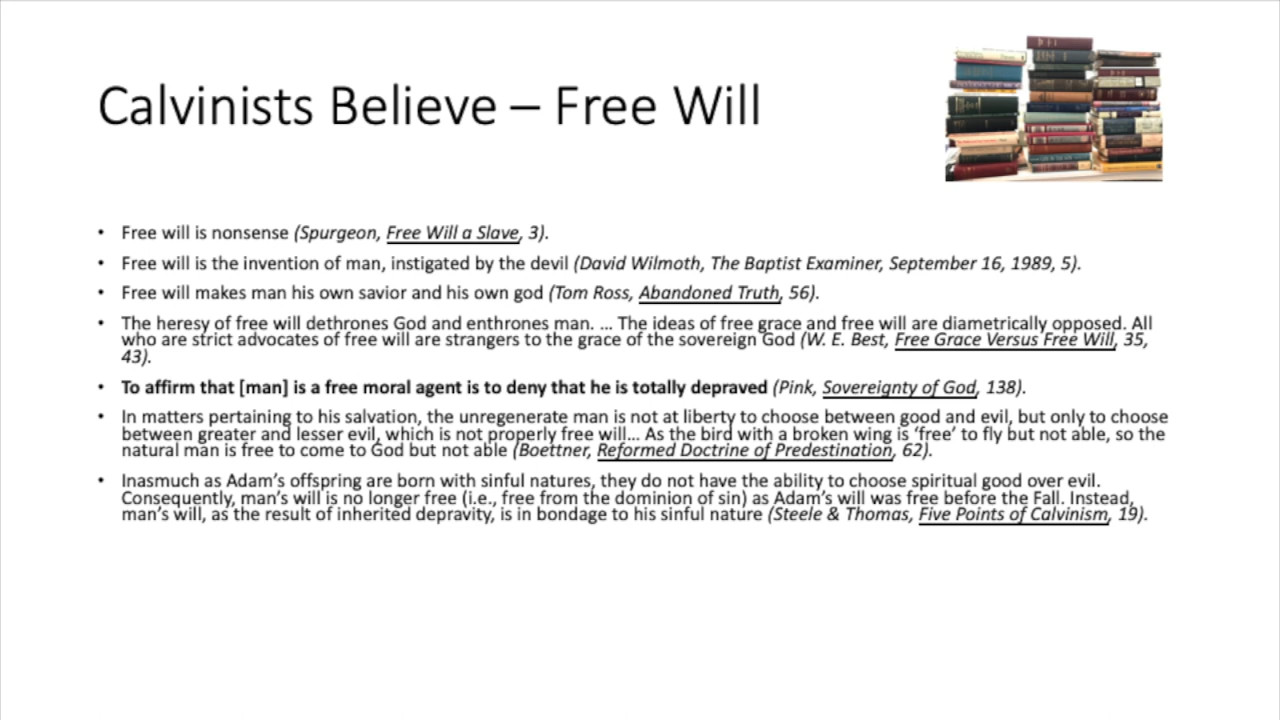 Calvinists Believe – Free Will
• Free will is nonsense (Spurgeon, Free Will a Slave, 3).
• Free will is the invention of man, instigated by the devil (David Wilmoth, The Baptist Examiner, September 16, 1989, 5).
• Free will makes man his own savior and his own god (Tom Ross, Abandoned Truth, 56).
• The heresy of free will dethrones God and enthrones man. … The ideas of free grace and free will are diametrically opposed. All
who are strict advocates of free will are strangers to the grace of the sovereign God (W. E. Best, Free Grace Versus Free Will, 35,
43).
• To affirm that [man] is a free moral agent is to deny that he is totally depraved (Pink, Sovereignty of God, 138).
• In matters pertaining to his salvation, the unregenerate man is not at liberty to choose between good and evil, but only to choose
between greater and lesser evil, which is not properly free will… As the bird with a broken wing is ‘free’ to fly but not able, so the
natural man is free to come to God but not able (Boettner, Reformed Doctrine of Predestination, 62).
• Inasmuch as Adam’s offspring are born with sinful natures, they do not have the ability to choose spiritual good over evil.
Consequently, man’s will is no longer free (i.e., free from the dominion of sin) as Adam’s will was free before the Fall. Instead,
man’s will, as the result of inherited depravity, is in bondage to his sinful nature (Steele & Thomas, Five Points of Calvinism, 19).